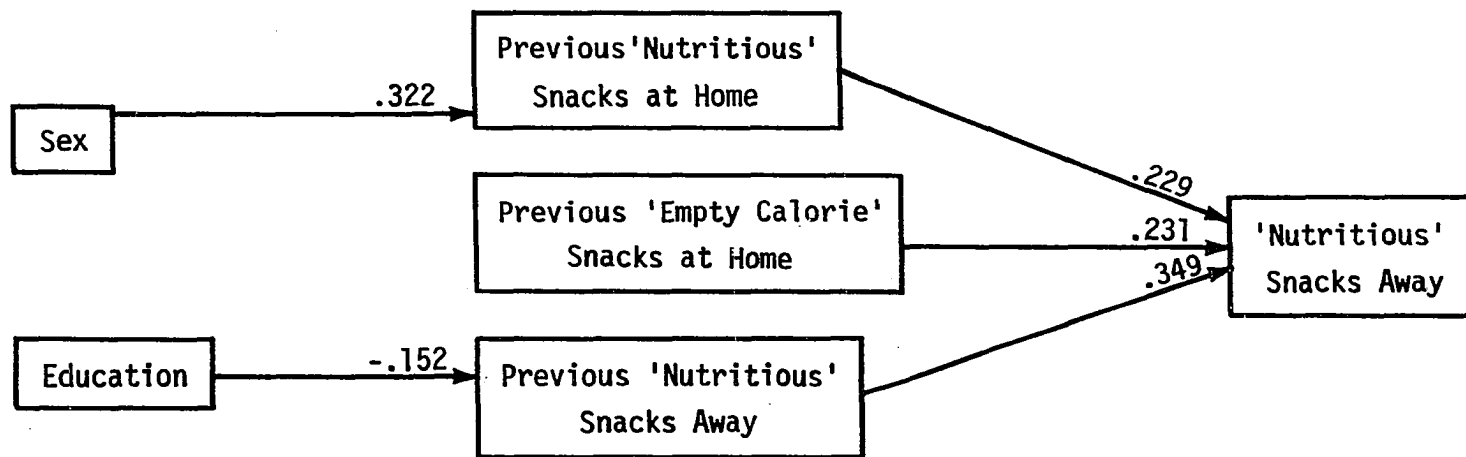 Previous'Nutritious'
Snacks at Home
.322
Sex
.229
Previous 'Empty Calorie'
Snacks at Home
.231
'Nutritious'
Snacks Away
.349
Education
-.152
Previous 'Nutritious'
Snacks Away